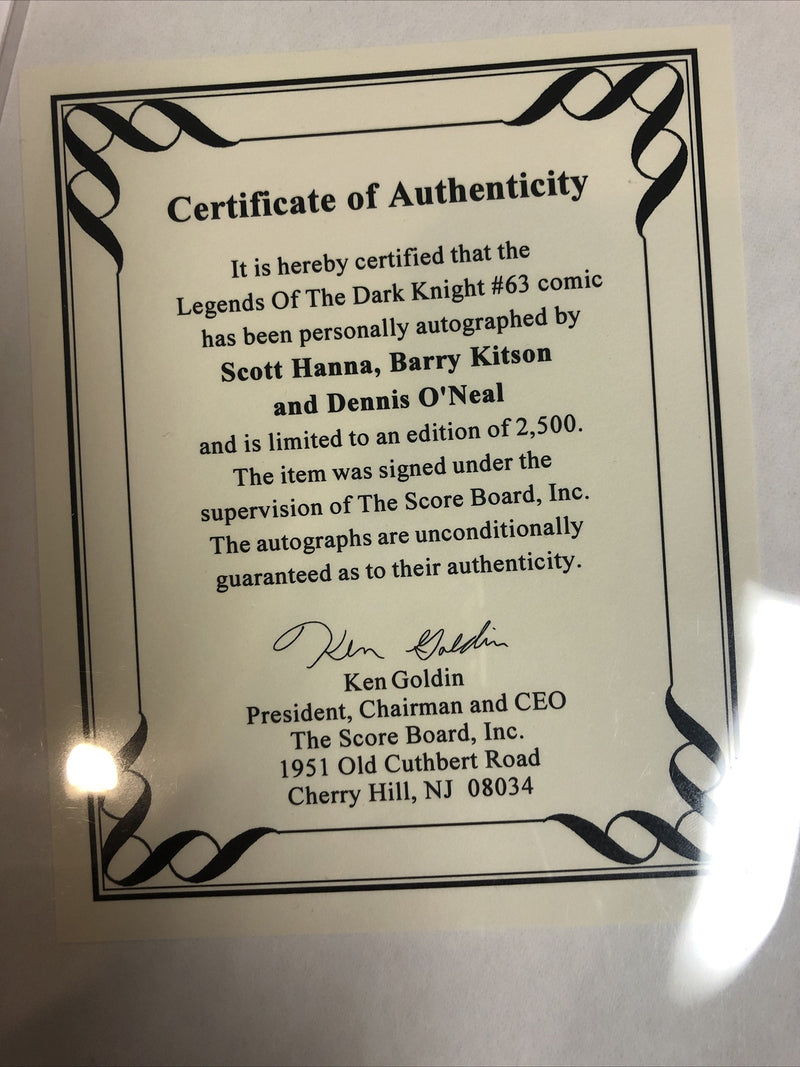 Certificate of Authenticity
It is hereby certified that the
Legends Of The Dark Knight #63 comic
has been personally autographed by
Scott Hanna, Barry Kitson
and Dennis O'Neal
and is limited to an edition of 2,500.
The item was signed under the
supervision of The Score Board, Inc.
The autographs are unconditionally
guaranteed as to their authenticity.
Ken Goldin
Ken Goldin
President, Chairman and CEO
The Score Board, Inc.
1951 Old Cuthbert Road
Cherry Hill, NJ 08034